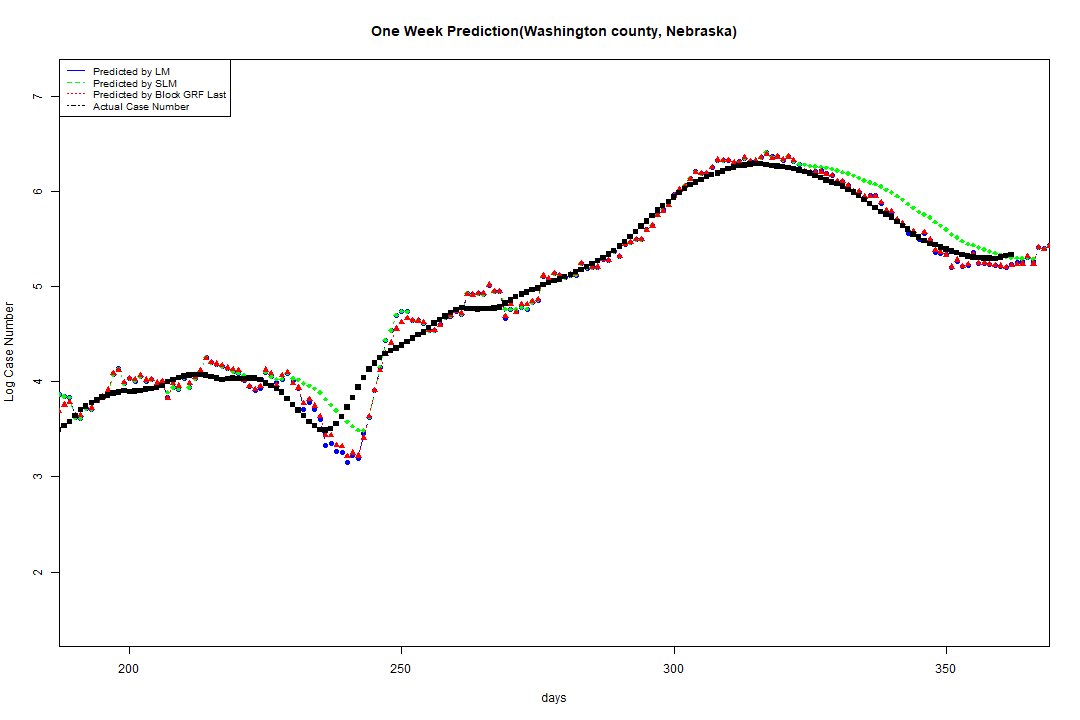 One Week Prediction(Washington county, Nebraska)
Predicted by LM
Predicted by SLM
Predicted by Block GRF Last
Actual Case Number
7
6
5
4
3
2
Log Case Number
200
250
300
350
days